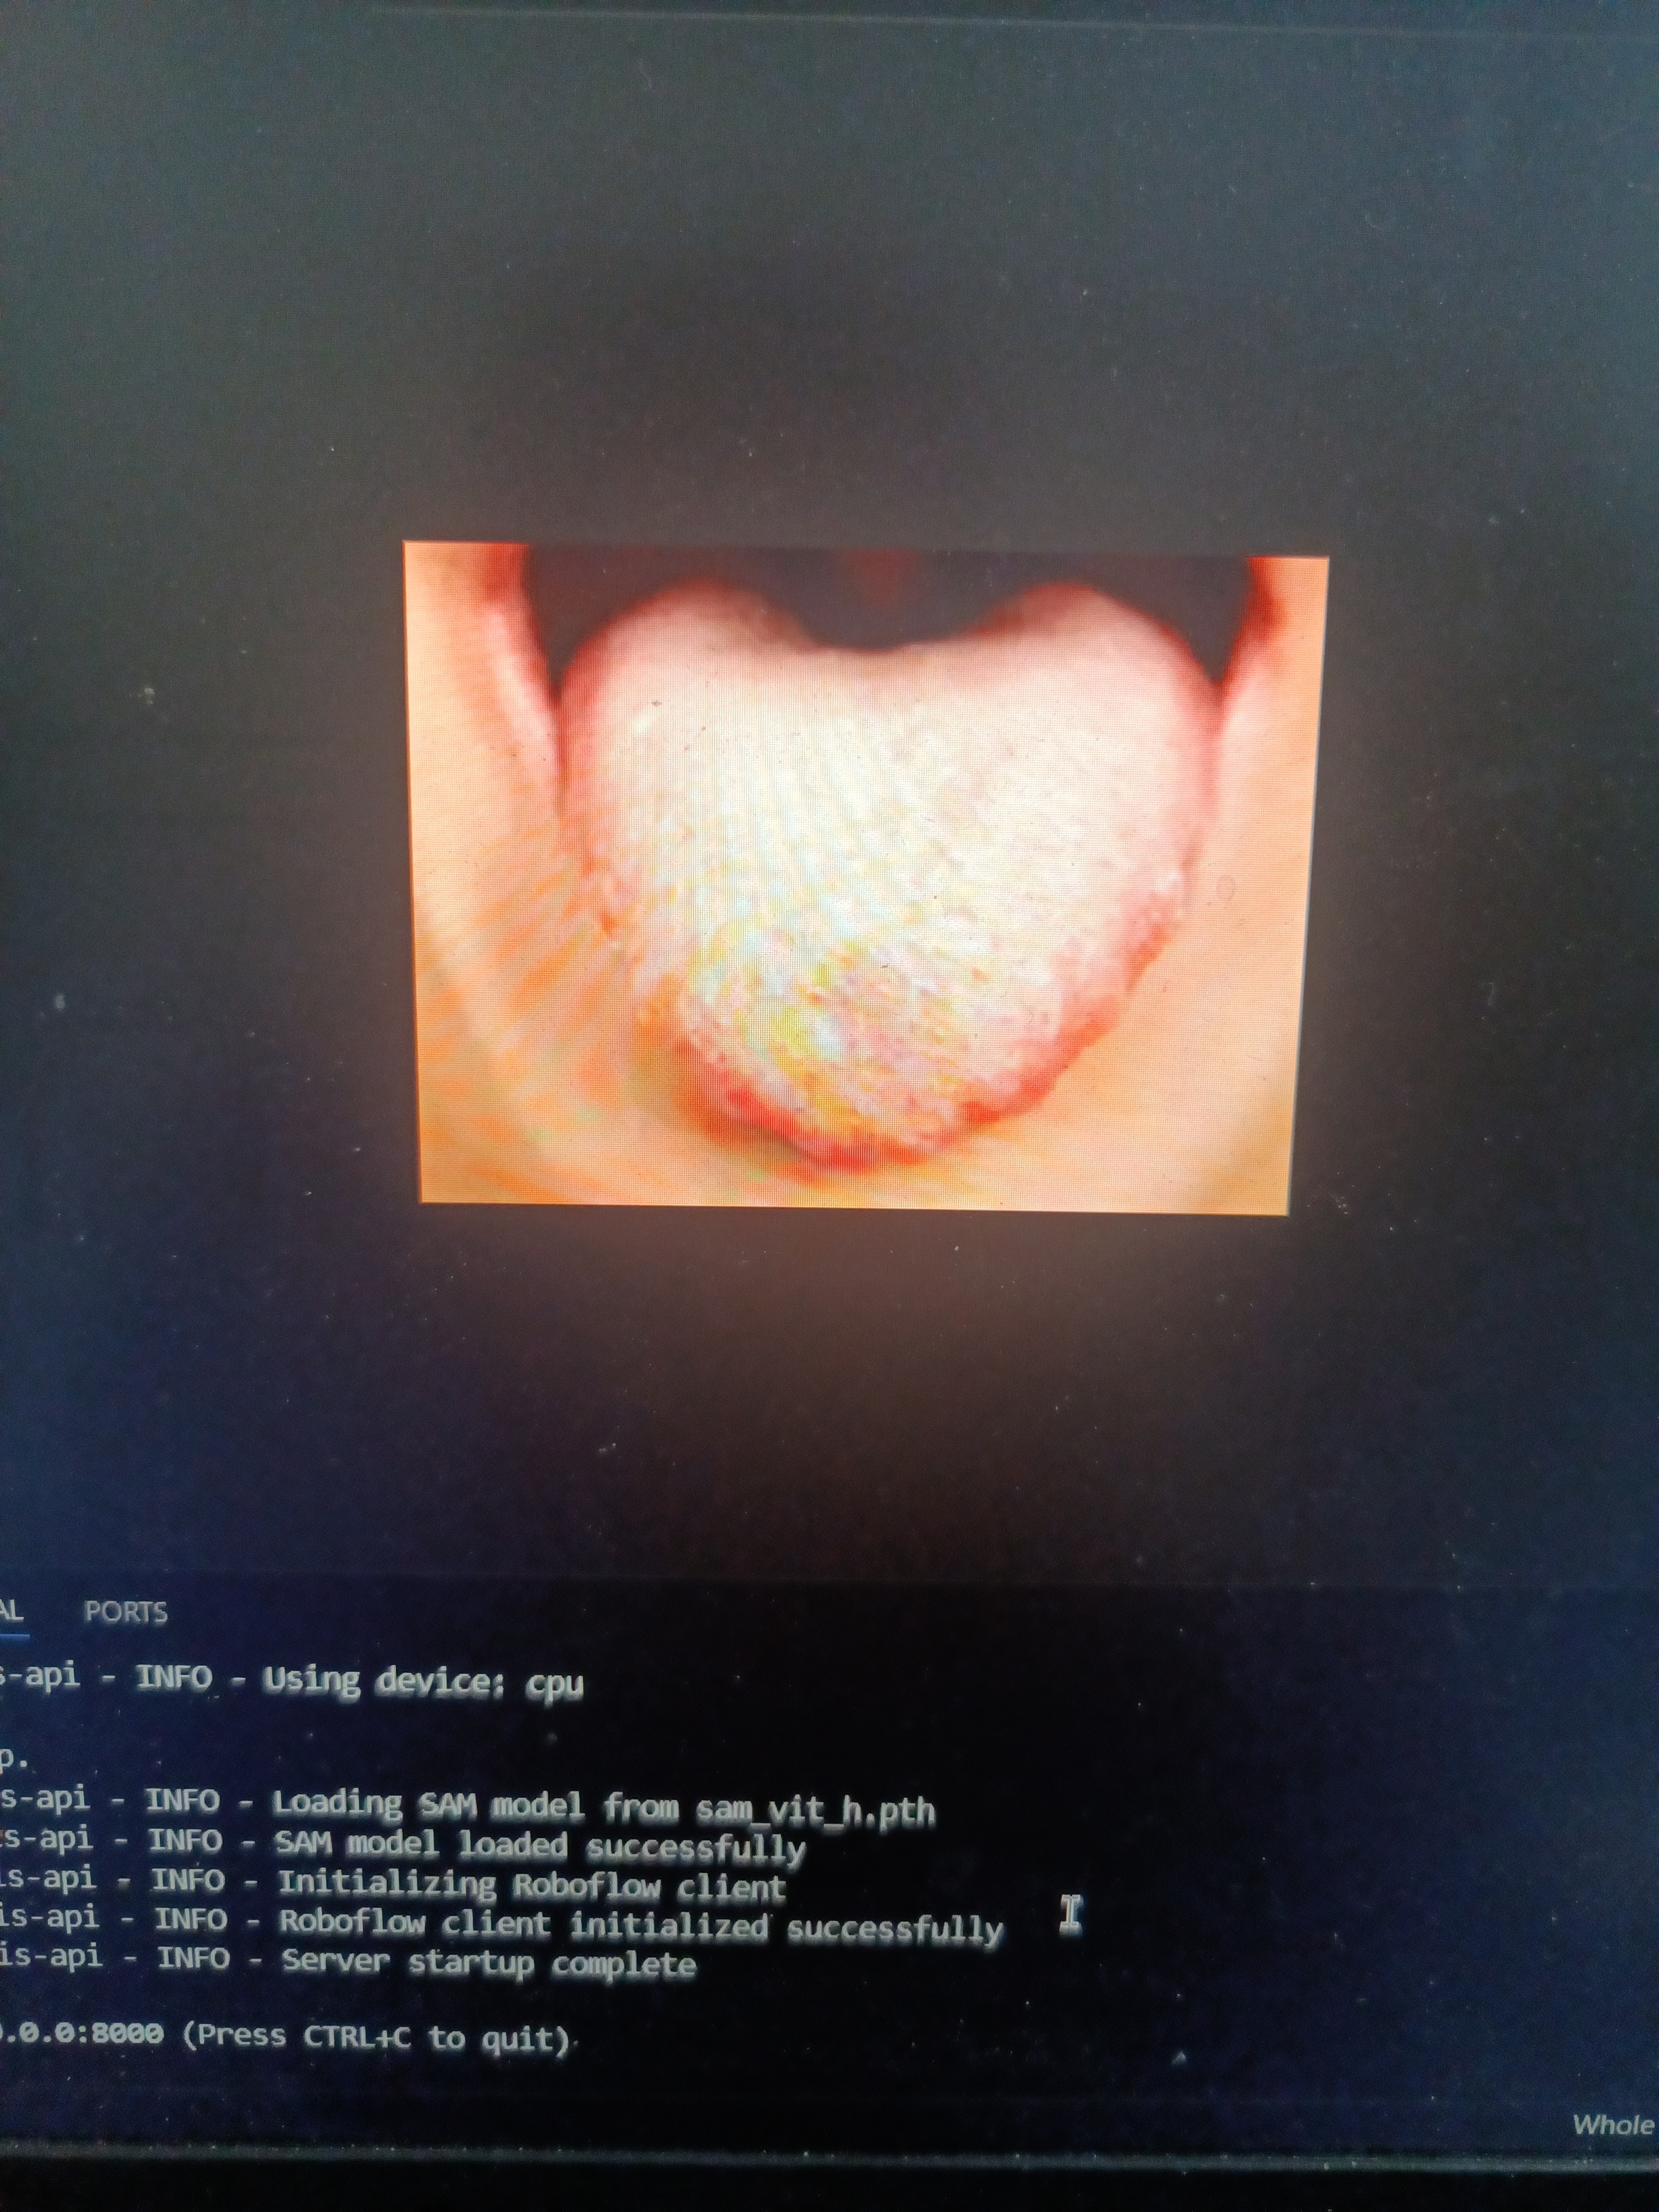 AL PORTS
s-api - INFO - Using device: cpu
p.
s-api - INFO - Loading SAM model from sam_vit_h.pth
s-api - INFO - SAM model loaded successfully
is-api - INFO - Initializing Roboflow client
is-api - INFO - Roboflow client initialized successfully
is-api - INFO - Server startup complete
0.0.0:8000 (Press CTRL+C to quit)
Whole